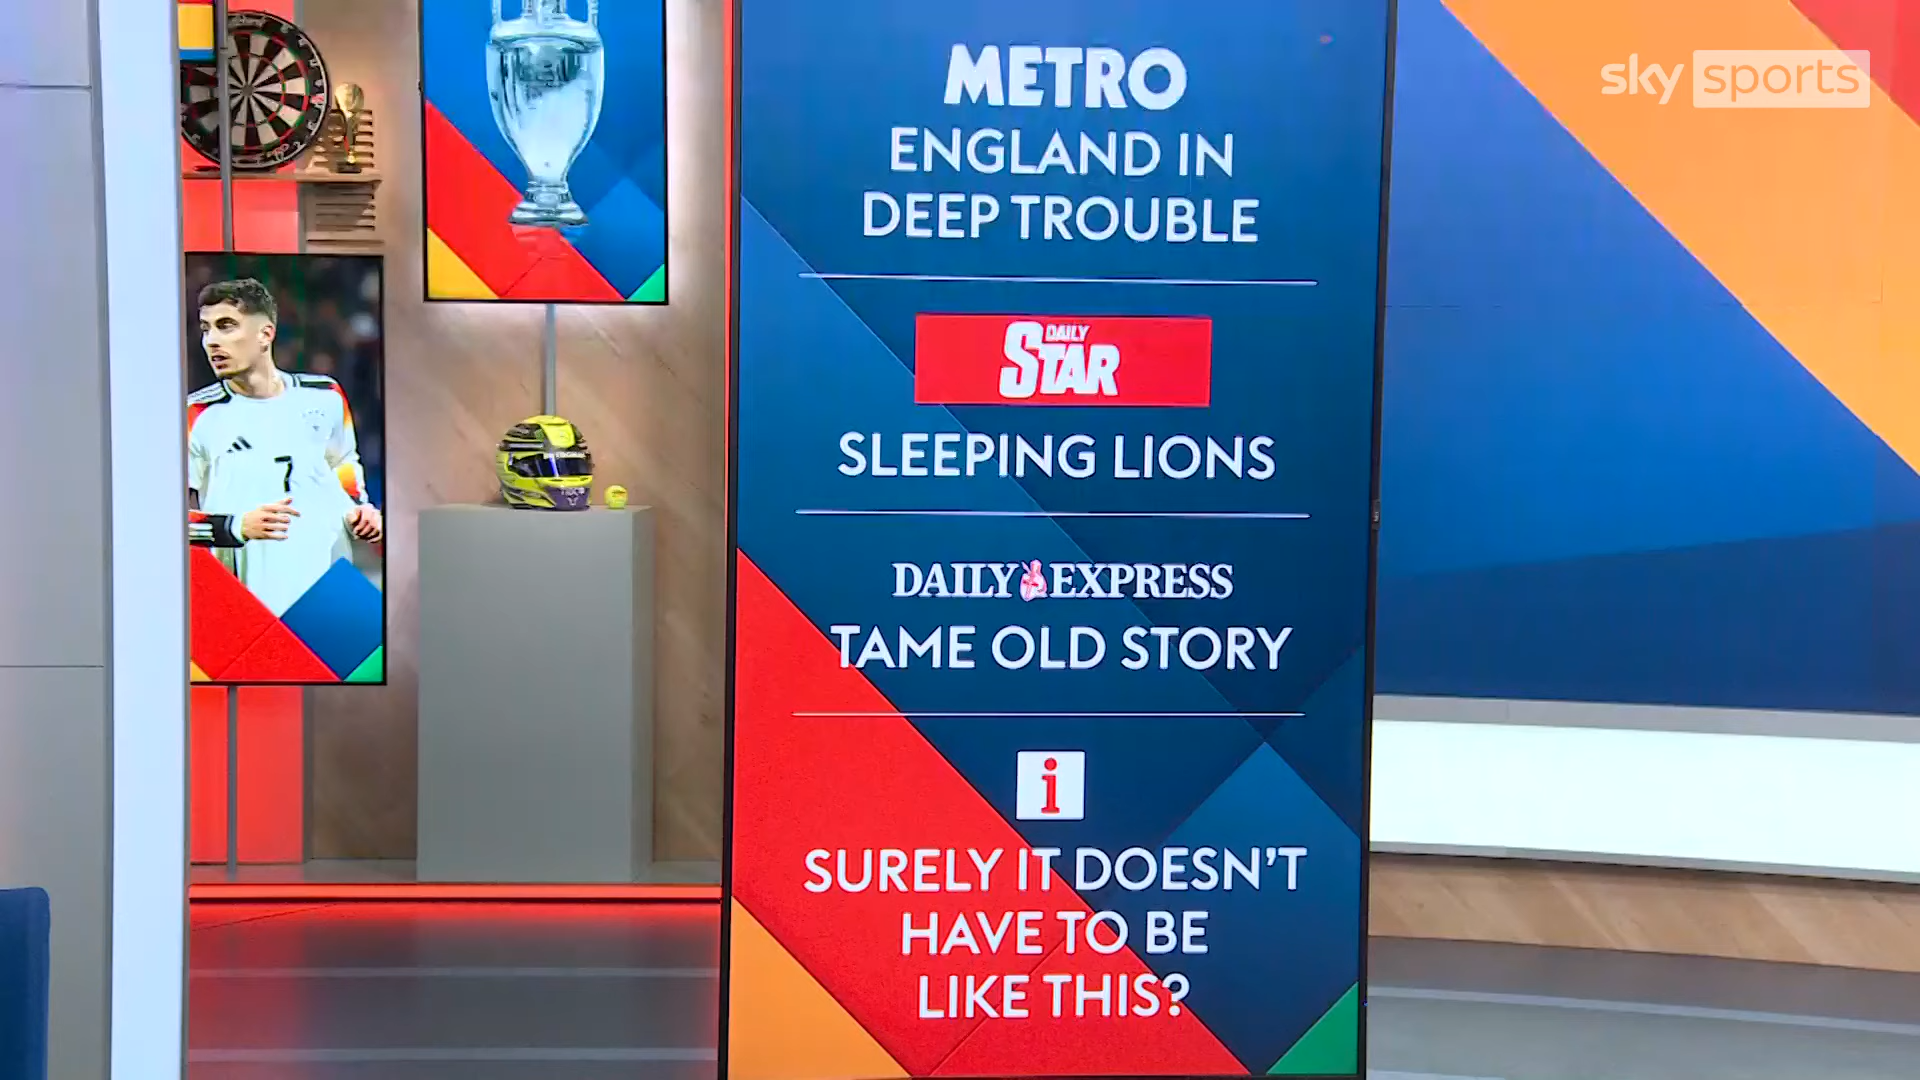 sky sports
METRO
ENGLAND IN
DEEP TROUBLE
DAILY
STAR
SLEEPING LIONS
DAILY EXPRESS
TAME OLD STORY
i
SURELY IT DOESN'T
HAVE TO BE
LIKE THIS?
7